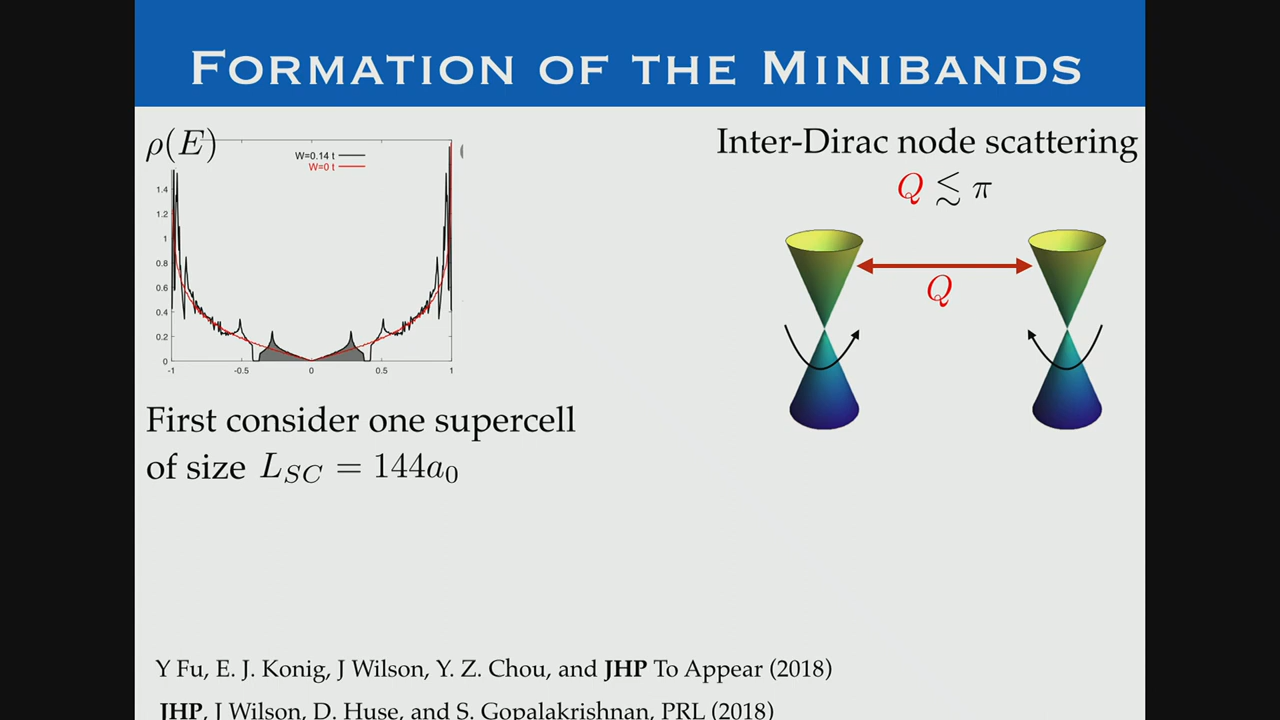 FORMATION OF THE MINIBANDS
ρ(E)
W=0.14 t
W=0 t
1.4
1.2
1
0.8
0.6
0.4
0.2
0
-1 -0.5 0 0.5 1
Inter-Dirac node scattering
Q ≲ π
Q
First consider one supercell
of size L_{SC} = 144a_0
Y Fu, E. J. Konig, J Wilson, Y. Z. Chou, and JHP To Appear (2018)
JHP, J Wilson, D. Huse, and S. Gopalakrishnan, PRL (2018)